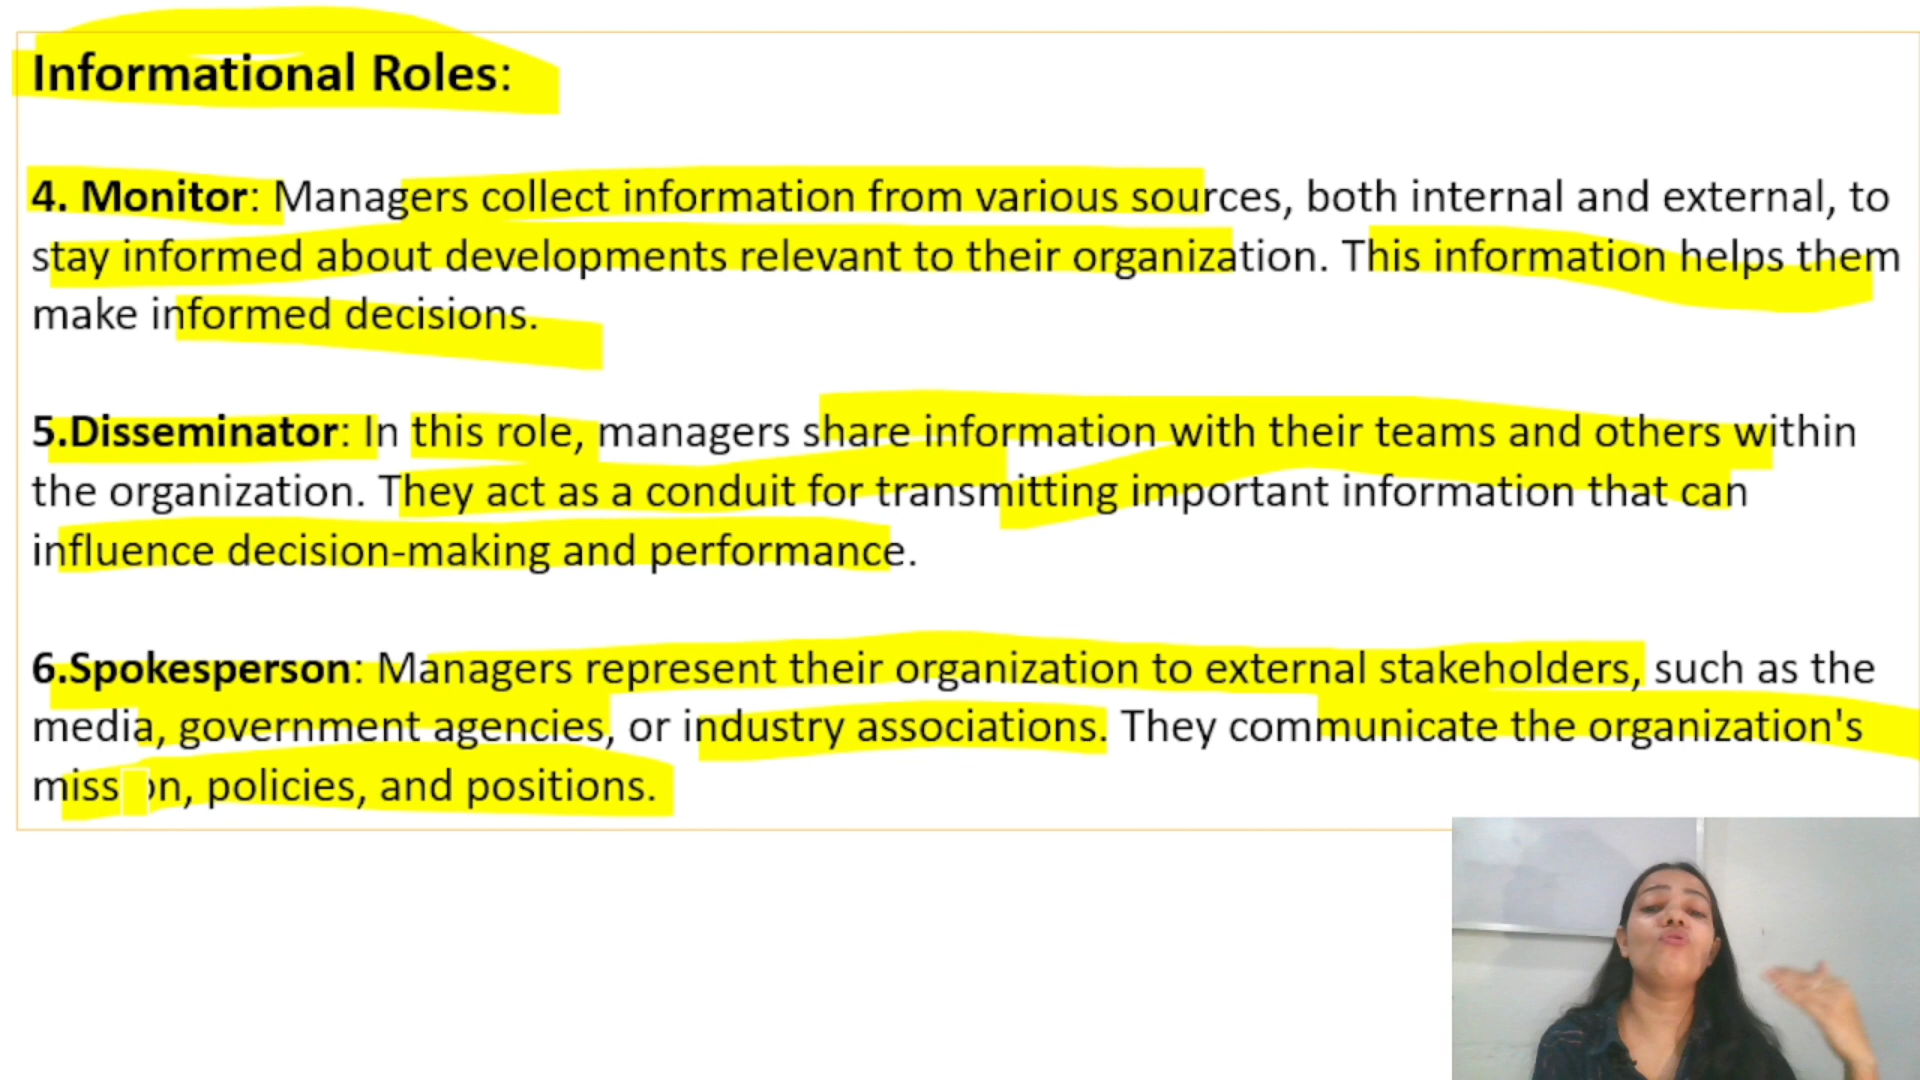 Informational Roles:
4. Monitor: Managers collect information from various sources, both internal and external, to
stay informed about developments relevant to their organization. This information helps them
make informed decisions.
5.Disseminator: In this role, managers share information with their teams and others within
the organization. They act as a conduit for transmitting important information that can
influence decision-making and performance.
6.Spokesperson: Managers represent their organization to external stakeholders, such as the
media, government agencies, or industry associations. They communicate the organization's
mission, policies, and positions.